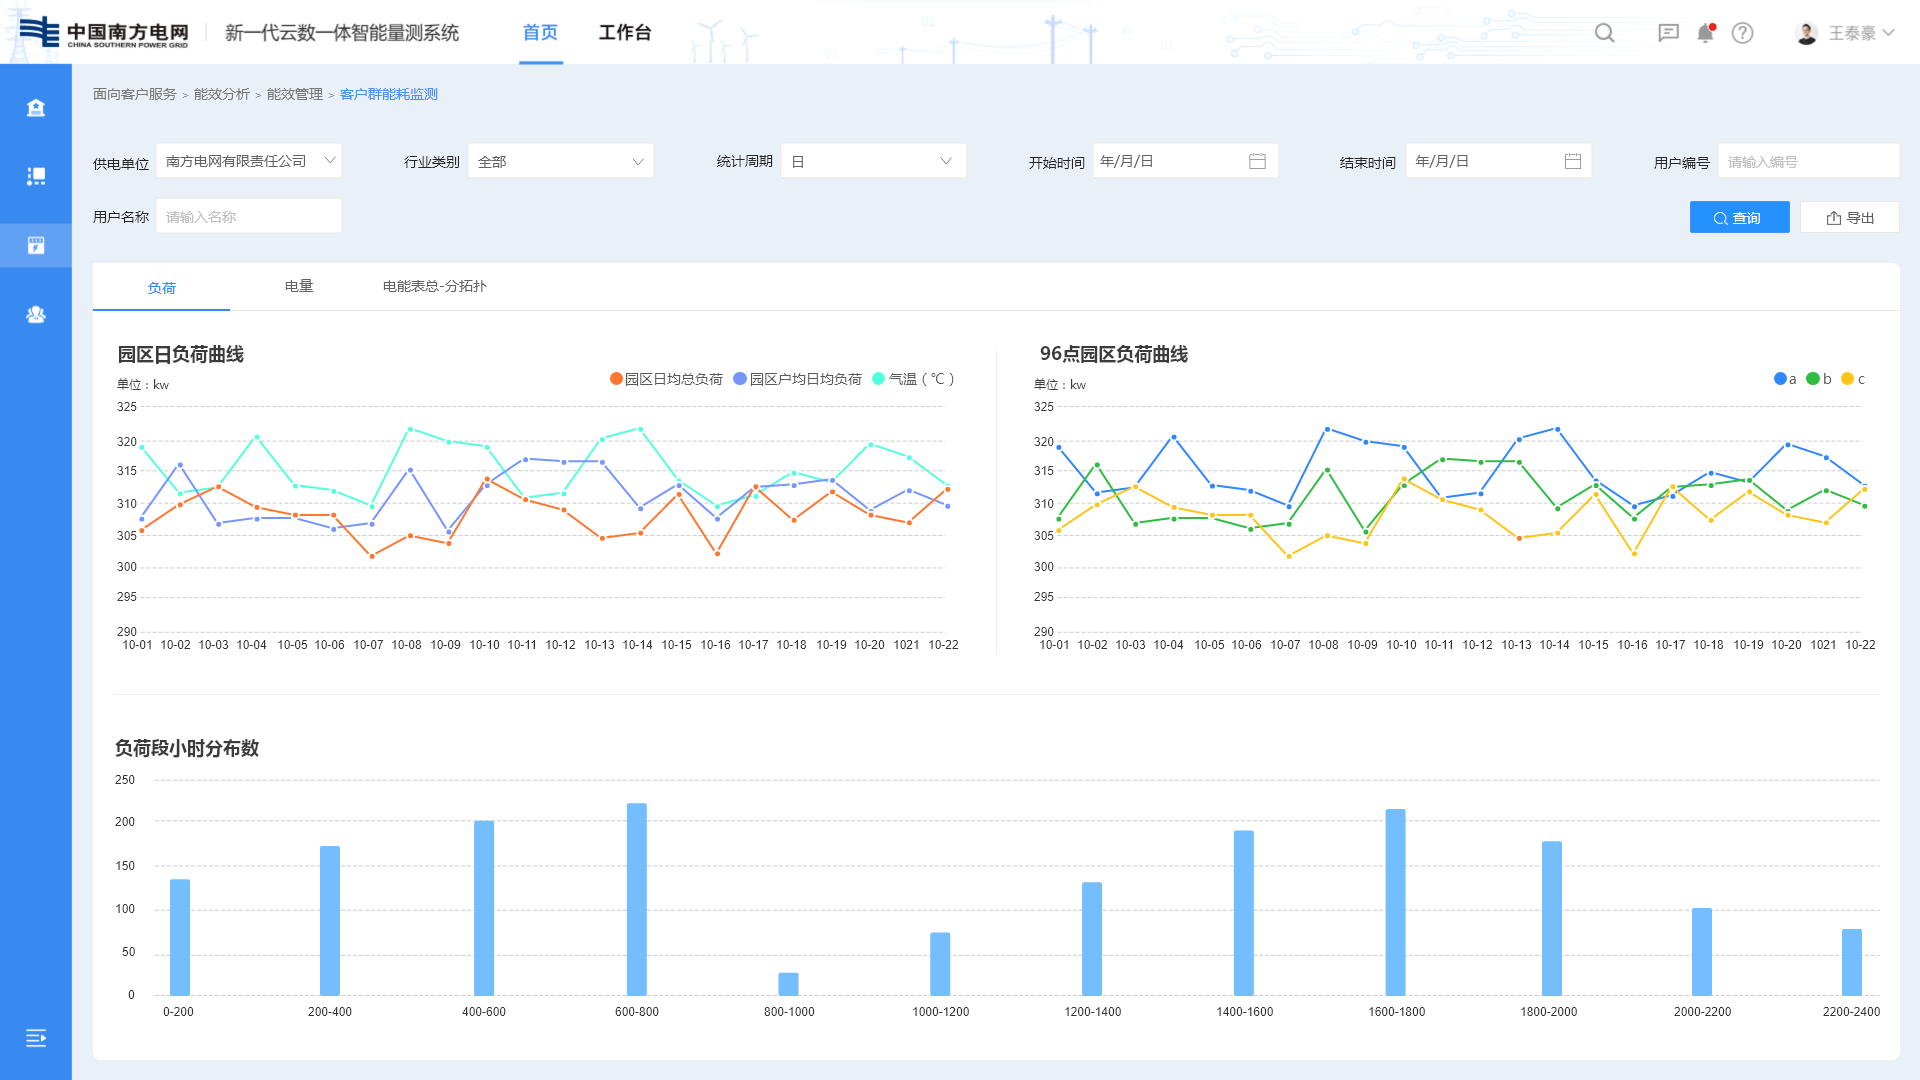 中国南方电网
CHINA SOUTHERN POWER GRID
新一代云数一体智能量测系统
首页 工作台
王泰豪
面向客户服务 > 能效分析 > 能效管理 > 客户群能耗监测
供电单位 南方电网有限责任公司 行业类别 全部 统计周期 日 开始时间 年/月/日 结束时间 年/月/日 用户编号 请输入编号
用户名称 请输入名称 查询 导出
负荷 电量 电能表总-分拓扑
园区日负荷曲线
单位：kw
园区日均总负荷 园区户均日均负荷 气温（℃）
325
320
315
310
305
300
295
290
10-01 10-02 10-03 10-04 10-05 10-06 10-07 10-08 10-09 10-10 10-11 10-12 10-13 10-14 10-15 10-16 10-17 10-18 10-19 10-20 1021 10-22
96点园区负荷曲线
单位：kw
a b c
325
320
315
310
305
300
295
290
10-01 10-02 10-03 10-04 10-05 10-06 10-07 10-08 10-09 10-10 10-11 10-12 10-13 10-14 10-15 10-16 10-17 10-18 10-19 10-20 1021 10-22
负荷段小时分布数
250
200
150
100
50
0
0-200 200-400 400-600 600-800 800-1000 1000-1200 1200-1400 1400-1600 1600-1800 1800-2000 2000-2200 2200-2400